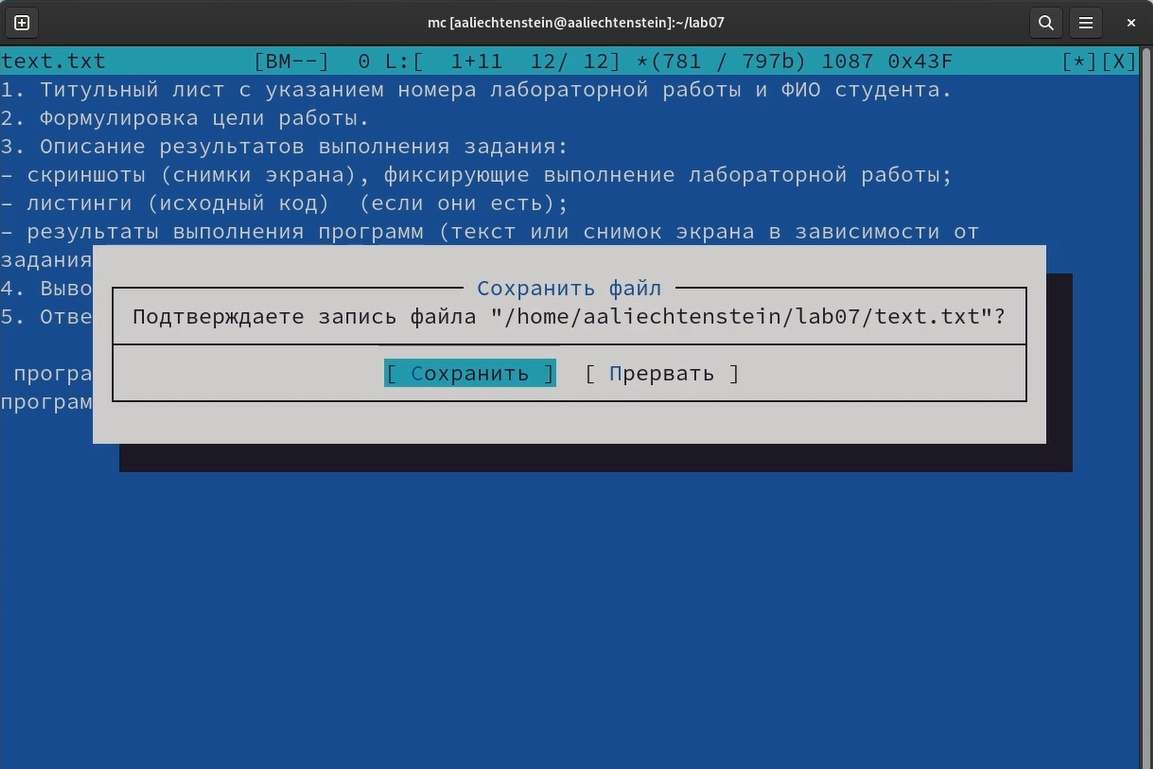 mc [aaliechtenstein@aaliechtenstein]:~/lab07
text.txt [BM--] 0 L:[ 1+11 12/ 12] *(781 / 797b) 1087 0x43F [*][X]
1. Титульный лист с указанием номера лабораторной работы и ФИО студента.
2. Формулировка цели работы.
3. Описание результатов выполнения задания:
– скриншоты (снимки экрана), фиксирующие выполнение лабораторной работы;
– листинги (исходный код)  (если они есть);
– результаты выполнения программ (текст или снимок экрана в зависимости от
задания
Сохранить файл
4. Выво
5. Отве
Подтверждаете запись файла "/home/aaliechtenstein/lab07/text.txt"?
програ
[ Сохранить ] [ Прервать ]
програм